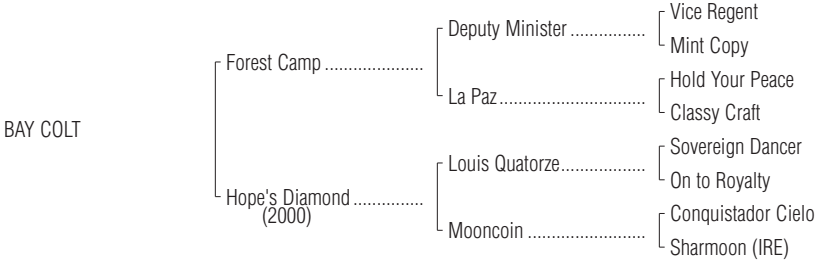 Vice Regent
Deputy Minister ................
Mint Copy
Forest Camp .....................
Hold Your Peace
La Paz...............................
Classy Craft
BAY COLT
Sovereign Dancer
Louis Quatorze..................
On to Royalty
Hope's Diamond ...............
(2000)
Conquistador Cielo
Mooncoin .........................
Sharmoon (IRE)